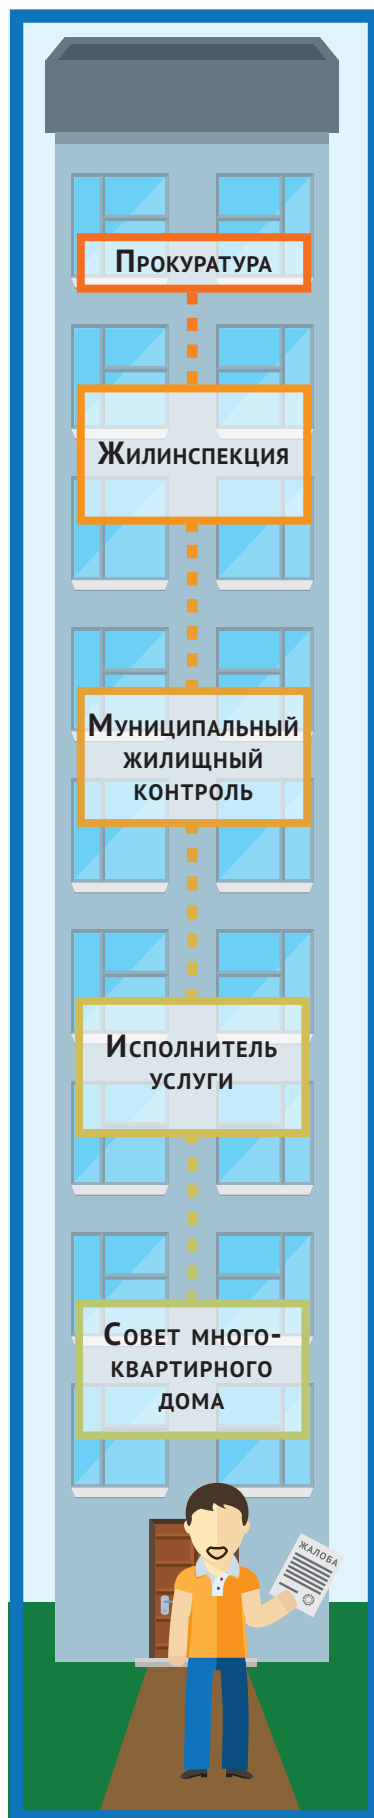 Прокуратура
Жилинспекция
Муниципальный
жилищный
контроль
Исполнитель
услуги
Совет много-
квартирного
дома
ЖАЛОБА